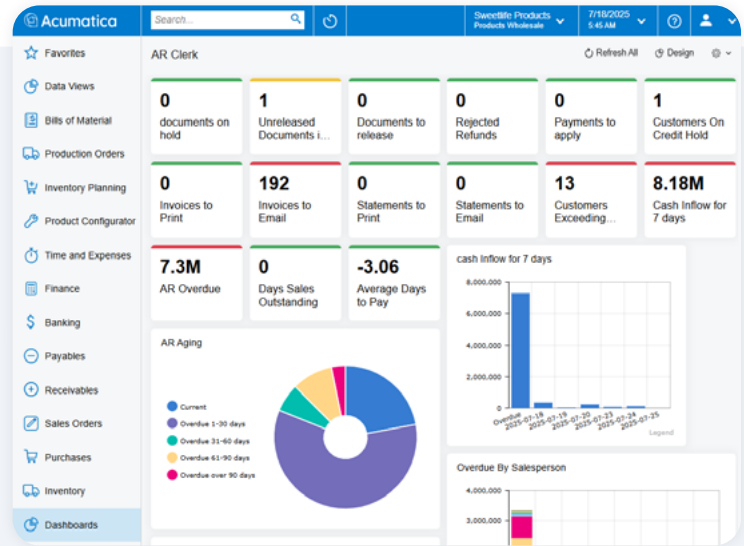 Acumatica
Search...
Sweetlife Products
Products Wholesale
7/18/2025
5:45 AM
Favorites
Data Views
Bills of Material
Production Orders
Inventory Planning
Product Configurator
Time and Expenses
Finance
Banking
Payables
Receivables
Sales Orders
Purchases
Inventory
Dashboards
AR Clerk
Refresh All
Design
0
documents on
hold
1
Unreleased
Documents i...
0
Documents to
release
0
Rejected
Refunds
0
Payments to
apply
1
Customers On
Credit Hold
0
Invoices to
Print
192
Invoices to
Email
0
Statements to
Print
0
Statements to
Email
13
Customers
Exceeding...
8.18M
Cash Inflow for
7 days
7.3M
AR Overdue
0
Days Sales
Outstanding
-3.06
Average Days
to Pay
cash Inflow for 7 days
8,000,000
6,000,000
4,000,000
2,000,000
0
Overdue
2025-07-18
2025-07-19
2025-07-20
2025-07-23
2025-07-24
2025-07-25
Legend
AR Aging
Current
Overdue 1-30 days
Overdue 31-60 days
Overdue 61-90 days
Overdue over 90 days
Overdue By Salesperson
4,000,000
3,000,000